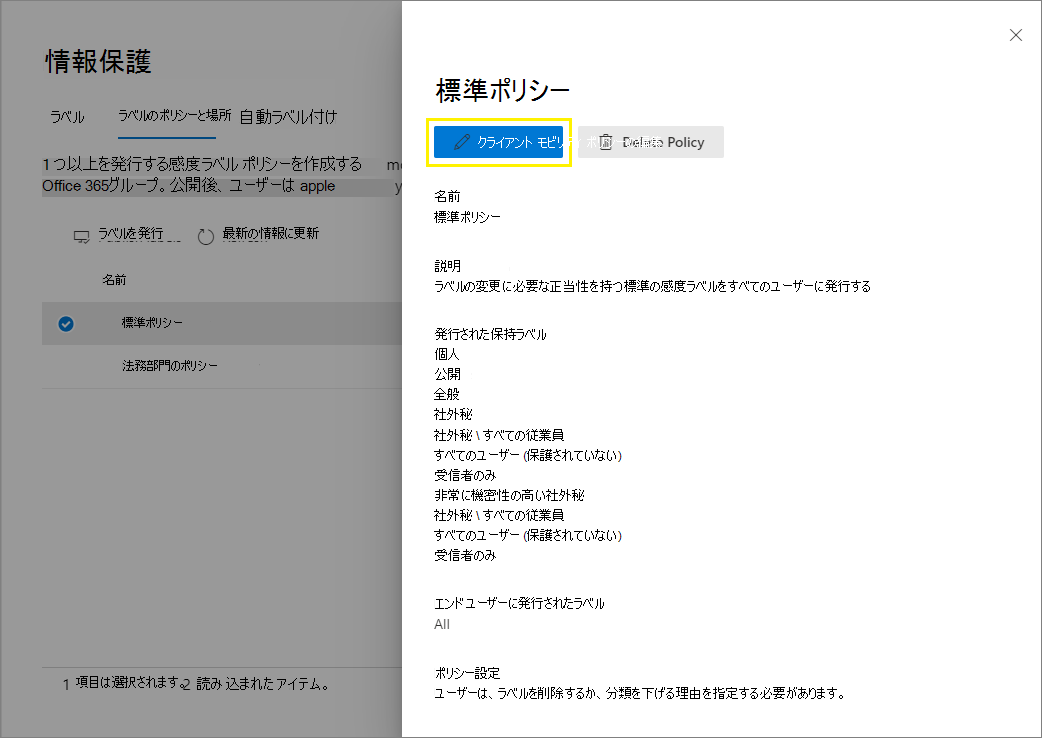 情報保護
ラベル
ラベルのポリシーと場所
自動ラベル付け
1 つ以上を発行する感度ラベル ポリシーを作成する
Office 365グループ。公開後、ユーザーは apple
ラベルを発行
最新の情報に更新
名前
標準ポリシー
法務部門のポリシー
1 項目は選択されます。2 読み込まれたアイテム。
標準ポリシー
クライアント モビリティ ポリシーの編集
Policy
名前
標準ポリシー
説明
ラベルの変更に必要な正当性を持つ標準の感度ラベルをすべてのユーザーに発行する
発行された保持ラベル
個人
公開
全般
社外秘
社外秘 \ すべての従業員
すべてのユーザー (保護されていない)
受信者のみ
非常に機密性の高い社外秘
社外秘 \ すべての従業員
すべてのユーザー (保護されていない)
受信者のみ
エンド ユーザーに発行されたラベル
All
ポリシー設定
ユーザーは、ラベルを削除するか、分類を下げる理由を指定する必要があります。